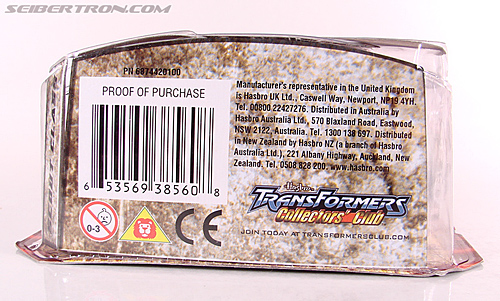 SEIBERTRON.COM
PN 6874420100
PROOF OF PURCHASE
6 53569 38560 8
0-3
CE
Manufacturer's representative in the United Kingdom
is Hasbro UK Ltd., Caswell Way, Newport, NP19 4YH.
Tel. 00800 22427276. Distributed in Australia by
Hasbro Australia Ltd., 570 Blaxland Road, Eastwood,
NSW 2122, Australia. Tel. 1300 138 697. Distributed
in New Zealand by Hasbro NZ (a branch of Hasbro
Australia Ltd.), 221 Albany Highway, Auckland, New
Zealand. Tel. 0508 828 200. www.hasbro.com
Hasbro
TRANSFORMERS
Collectors' Club
JOIN TODAY AT TRANSFORMERSCLUB.COM